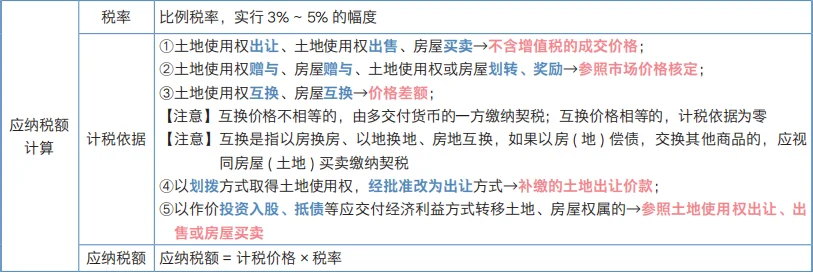 税率
比例税率，实行 3% ~ 5% 的幅度
应纳税额
计算
计税依据
①土地使用权出让、土地使用权出售、房屋买卖→不含增值税的成交价格；
②土地使用权赠与、房屋赠与、土地使用权或房屋划转、奖励→参照市场价格核定；
③土地使用权互换、房屋互换→价格差额；
【注意】互换价格不相等的，由多交付货币的一方缴纳契税；互换价格相等的，计税依据为零
【注意】互换是指以房换房、以地换地、房地互换，如果以房 ( 地 ) 偿债，交换其他商品的，应视
同房屋 ( 土地 ) 买卖缴纳契税
④以划拨方式取得土地使用权，经批准改为出让方式→补缴的土地出让价款；
⑤以作价投资入股、抵债等应交付经济利益方式转移土地、房屋权属的→参照土地使用权出让、出
售或房屋买卖
应纳税额
应纳税额 = 计税价格 × 税率